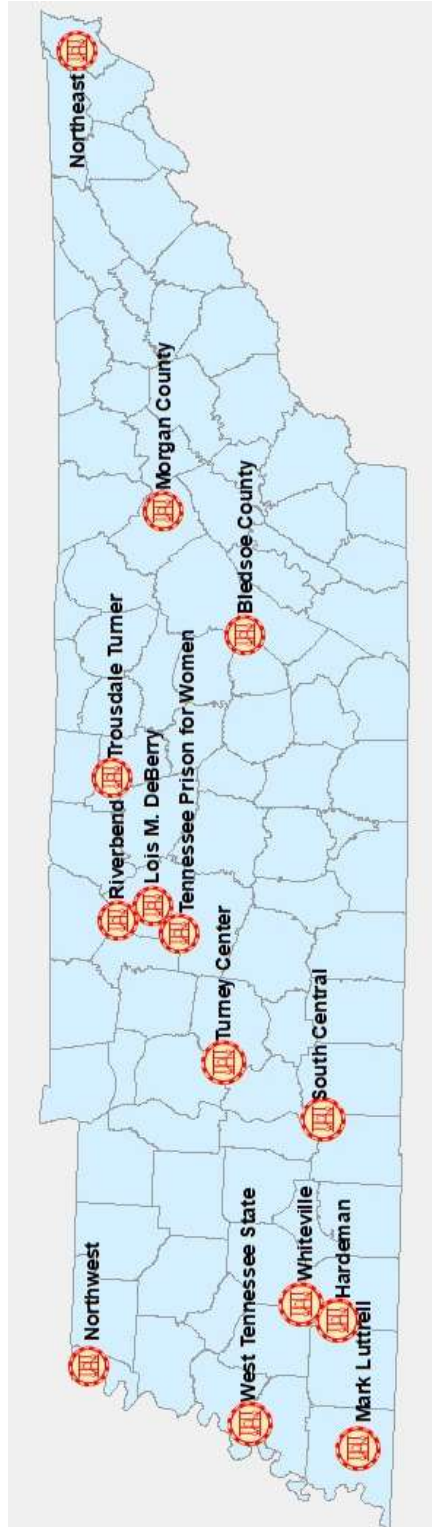 Northeast
Morgan County
Bledsoe County
Trousdale Turner
Riverbend
Lois M. DeBerry
Tennessee Prison for Women
Turney Center
South Central
Northwest
West Tennessee State
Whiteville
Hardeman
Mark Luttrell